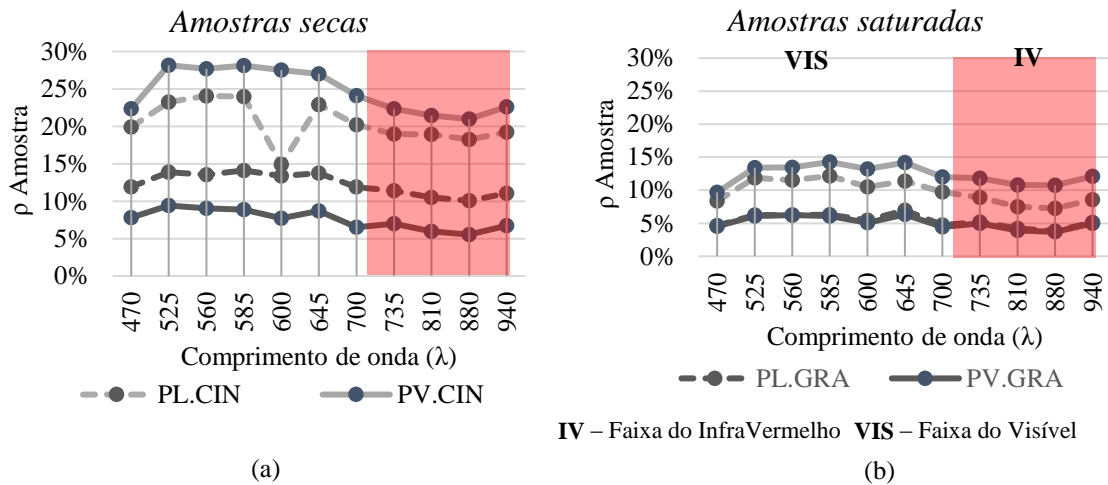 Amostras secas
30%
25%
20%
15%
10%
5%
0%
ρ Amostra
470
525
560
585
600
645
700
735
810
880
940
Comprimento de onda (λ)
PL.CIN
PV.CIN
(a)
Amostras saturadas
VIS
IV
30%
25%
20%
15%
10%
5%
0%
ρ Amostra
470
525
560
585
600
645
700
735
810
880
940
Comprimento de onda (λ)
PL.GRA
PV.GRA
IV – Faixa do InfraVermelho VIS – Faixa do Visível
(b)